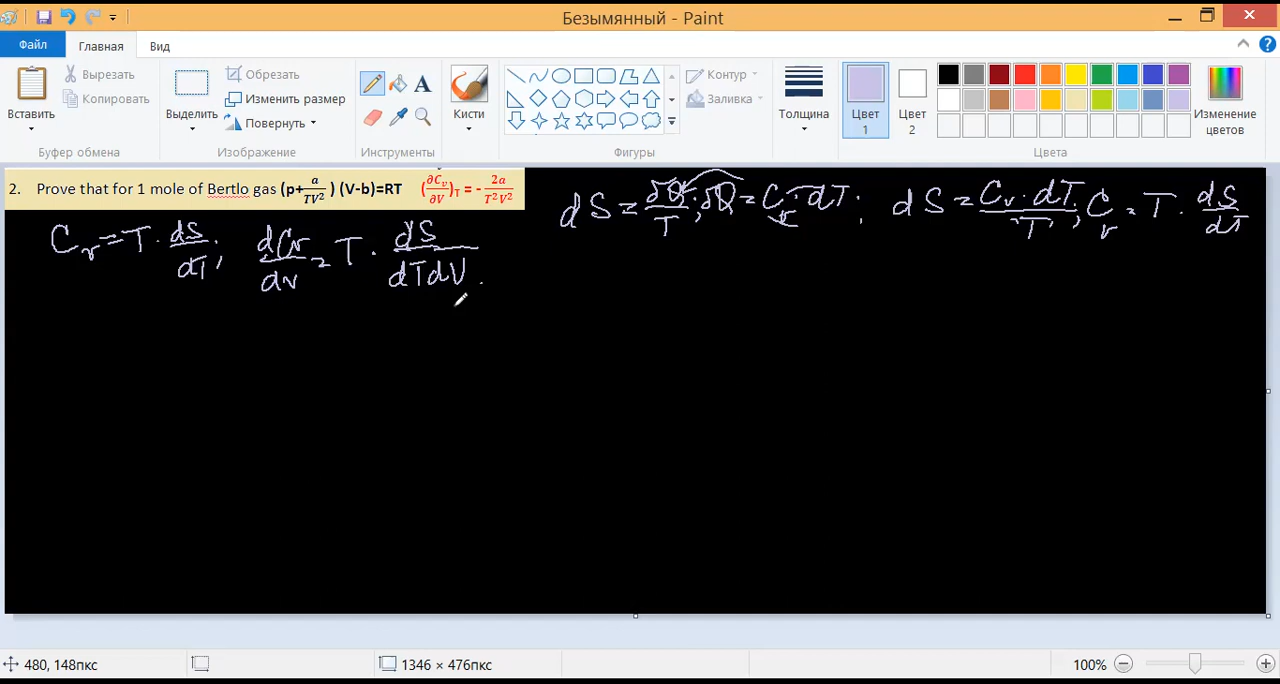 Безымянный - Paint
Файл Главная Вид
Вставить
Вырезать
Копировать
Буфер обмена
Выделить
Обрезать
Изменить размер
Повернуть
Изображение
Инструменты
Кисти
Контур
Заливка
Фигуры
Толщина
Цвет 1
Цвет 2
Изменение цветов
Цвета
2. Prove that for 1 mole of Bertlo gas (p+a/TV²) (V-b)=RT (∂Cᵥ/∂V)T = - 2a/T²V²
dS = δQ/T; δQ = Cv·dT; dS = Cv·dT/T; Cv = T·dS/dT
Cv = T·dS/dT, dCv/dv = T·dS/dTdV.
480, 148пкс
1346 × 476пкс
100%